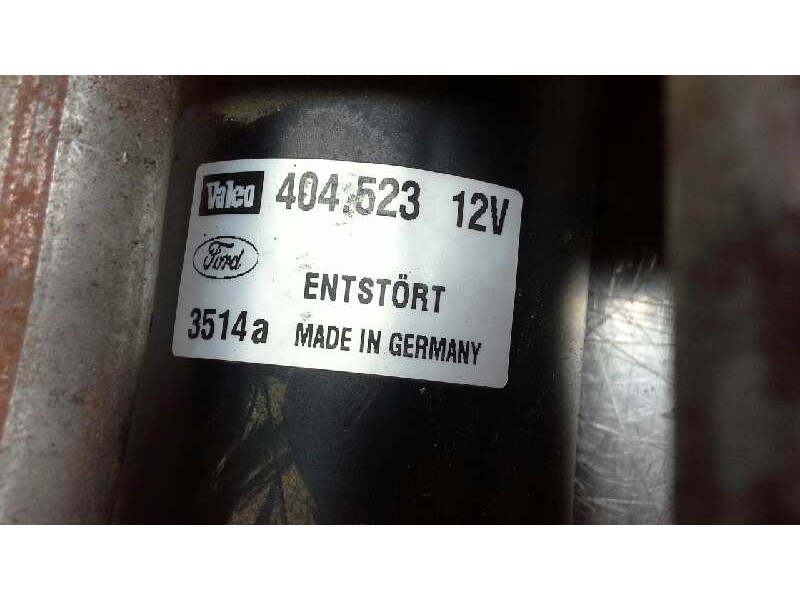 Valeo 404.523 12V
Ford
ENTSTÖRT
3514a MADE IN GERMANY